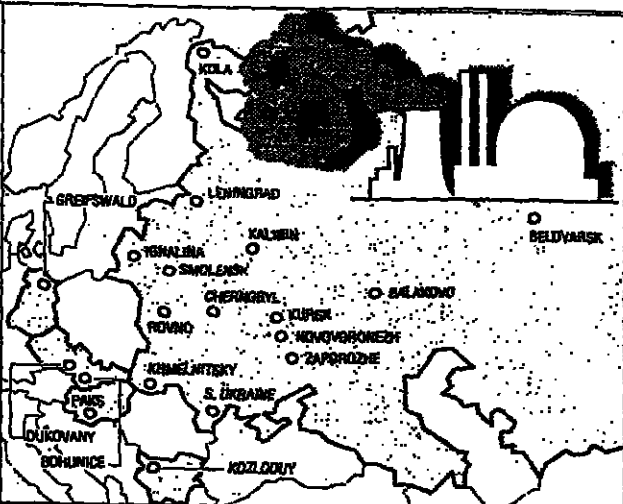 KOLA
GREIFSWALD
LENINGRAD
BELOYARSK
KALININ
IGNALINA
SMOLENSK
BALAKOVO
CHERNOBYL
KURSK
ROVNO
NOVOVORONEZH
ZAPOROZHE
KHMELNITSKY
S. UKRAINE
PAKS
DUKOVANY
BOHUNICE
KOZLODUY